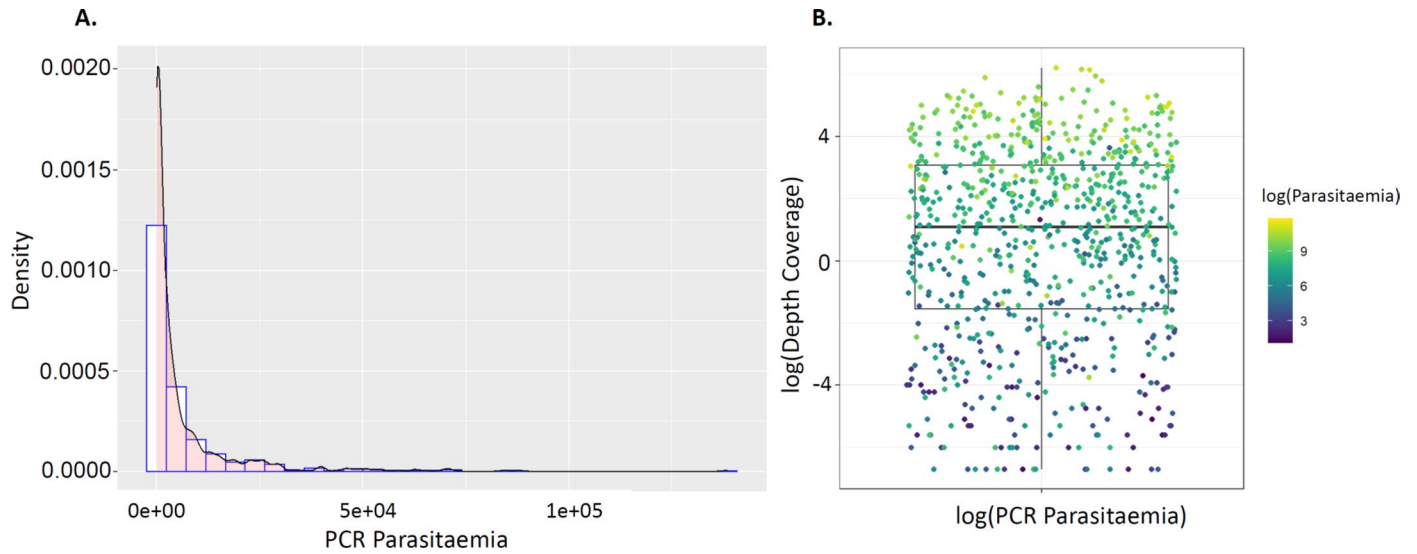 A.
0.0020
0.0015
0.0010
0.0005
0.0000
Density
0e+00 5e+04 1e+05
PCR Parasitaemia
B.
4
0
-4
log(Depth Coverage)
log(PCR Parasitaemia)
log(Parasitaemia)
9
6
3